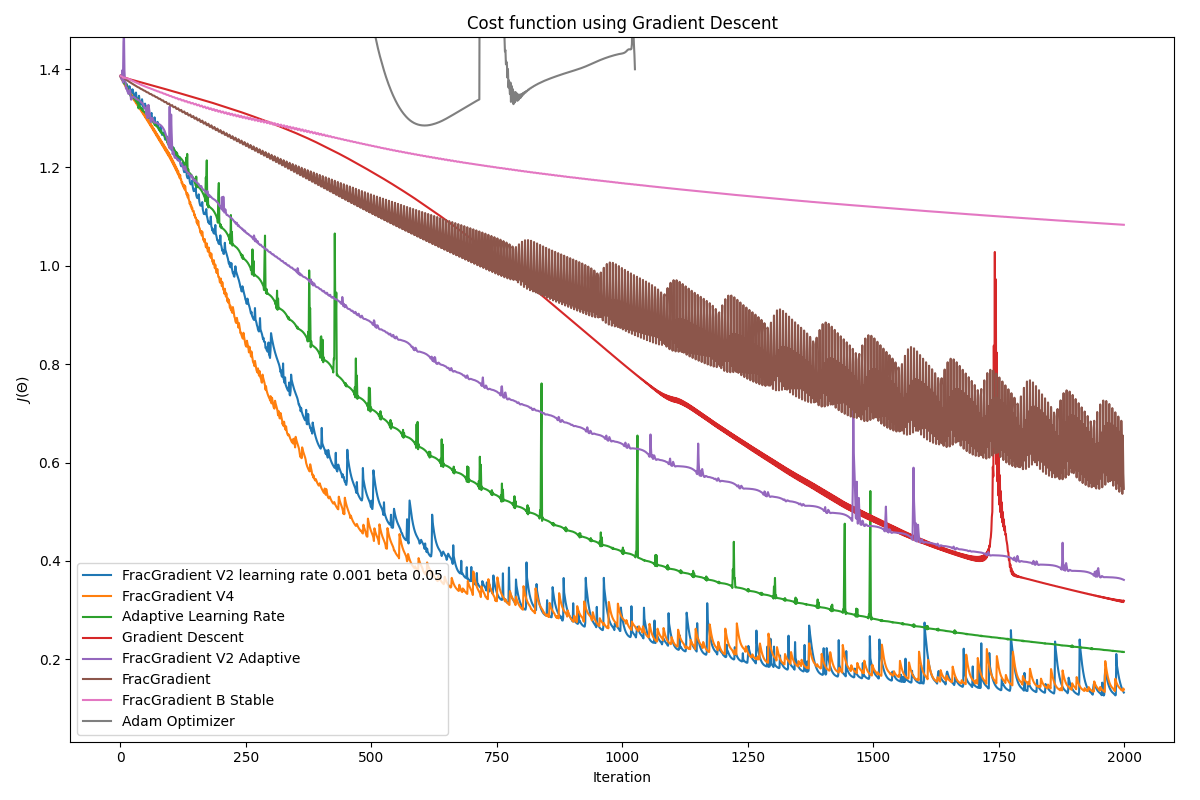 Cost function using Gradient Descent
J(Θ)
1.4
1.2
1.0
0.8
0.6
0.4
0.2
FracGradient V2 learning rate 0.001 beta 0.05
FracGradient V4
Adaptive Learning Rate
Gradient Descent
FracGradient V2 Adaptive
FracGradient
FracGradient B Stable
Adam Optimizer
0 250 500 750 1000 1250 1500 1750 2000
Iteration